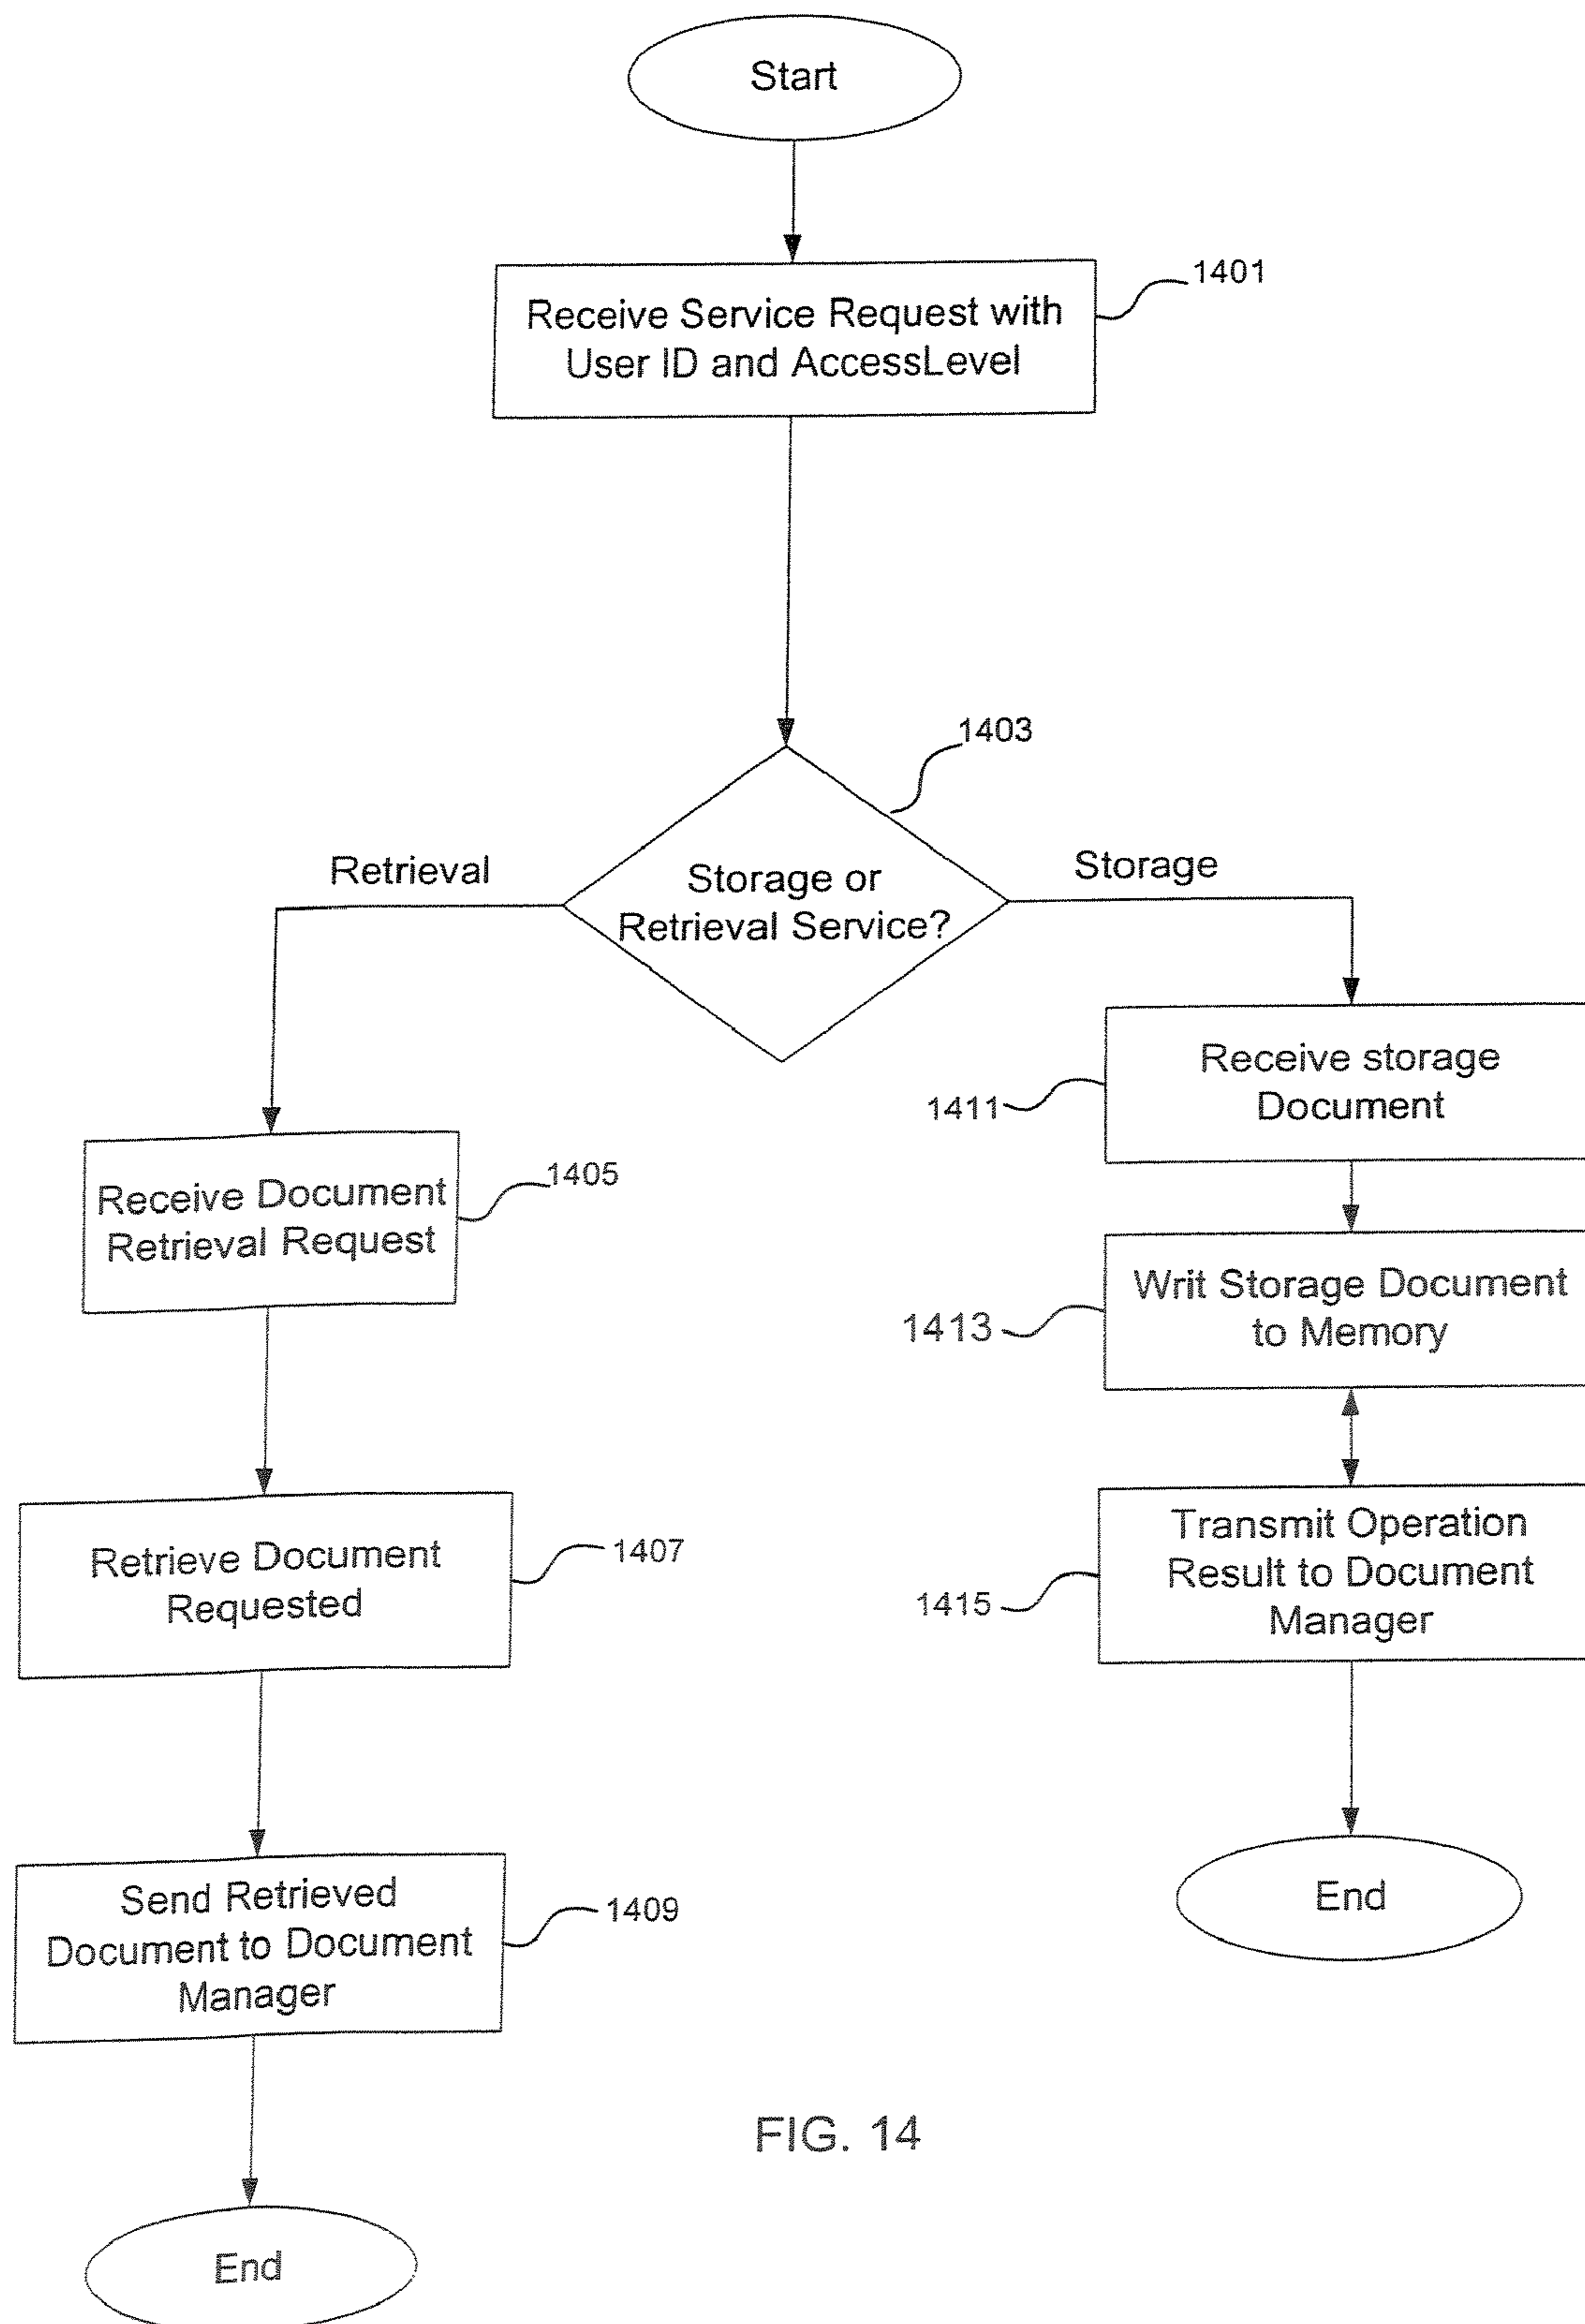 Start
1401
Receive Service Request with
User ID and AccessLevel
1403
Retrieval
Storage
Storage or
Retrieval Service?
Receive storage
Document
1411
1405
Receive Document
Retrieval Request
Writ Storage Document
to Memory
1413
Retrieve Document
Requested
1407
Transmit Operation
Result to Document
Manager
1415
Send Retrieved
Document to Document
Manager
1409
End
FIG. 14
End